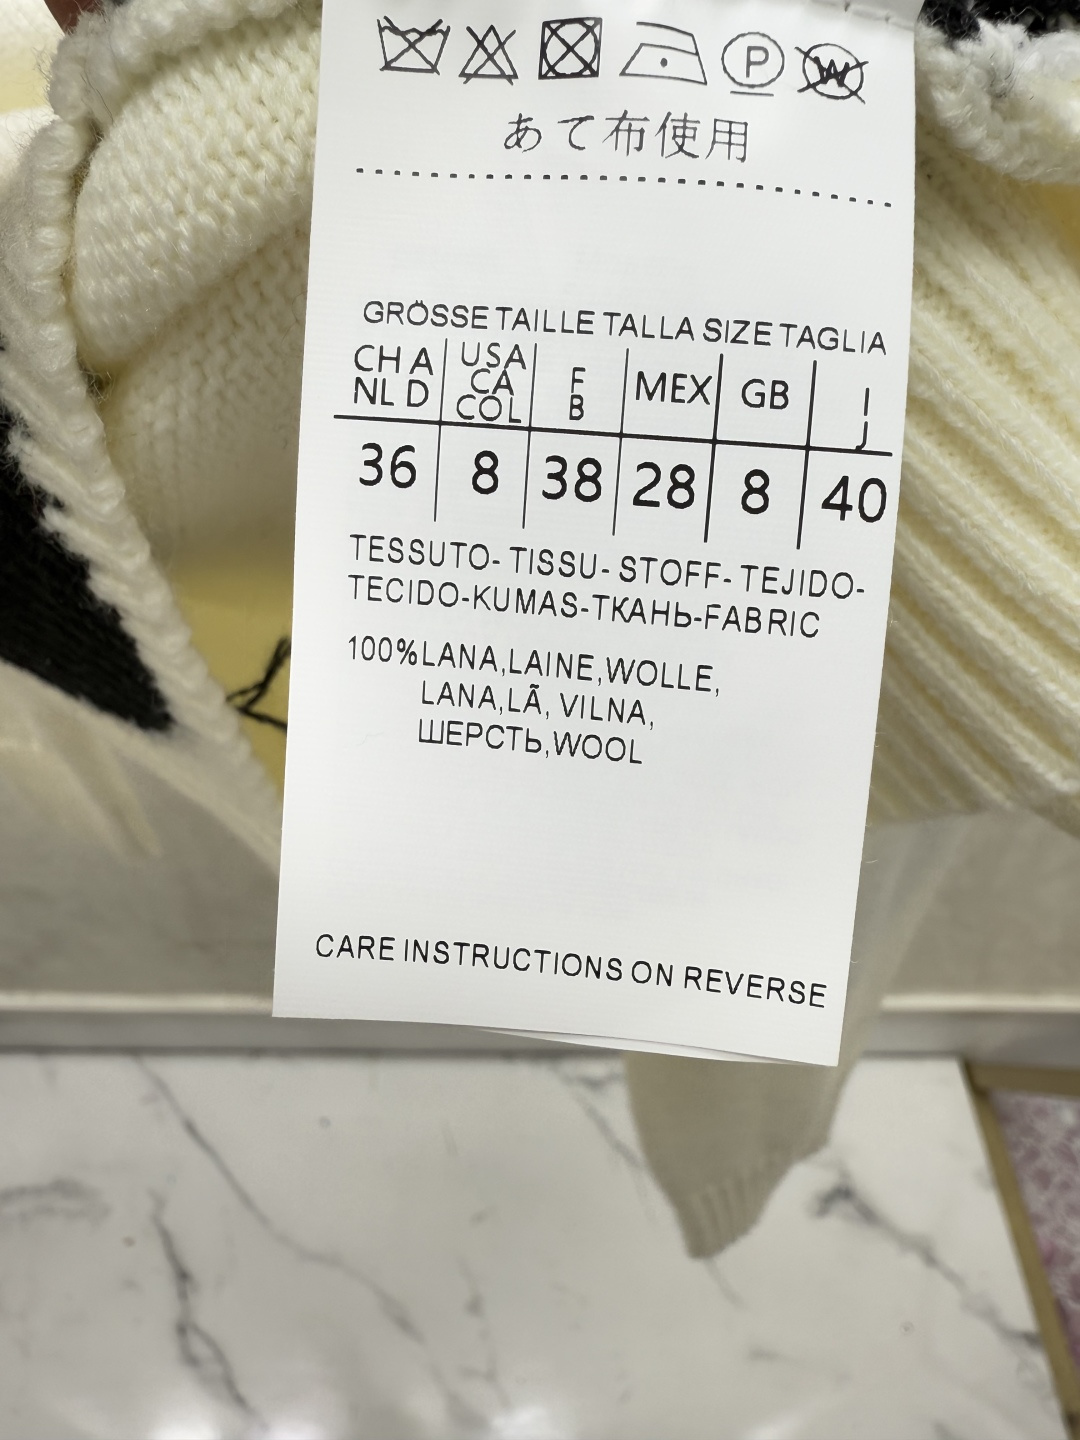 P W
あて布使用
GRÖSSE TAILLE TALLA SIZE TAGLIA
CH A NL D USA CA COL F B MEX GB I J
36 8 38 28 8 40
TESSUTO- TISSU- STOFF- TEJIDO-
TECIDO-KUMAS-ТКАНЬ-FABRIC
100%LANA,LAINE,WOLLE,
LANA,LÃ, VILNA,
ШЕРСТЬ,WOOL
CARE INSTRUCTIONS ON REVERSE